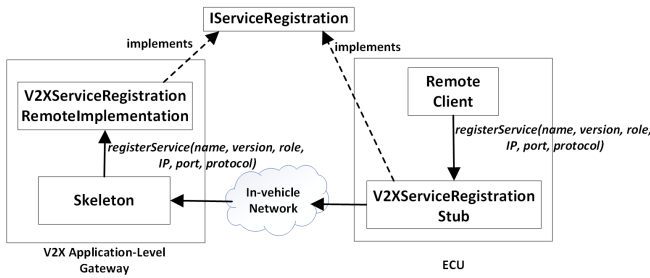 IServiceRegistration
implements
implements
V2XServiceRegistration
RemoteImplementation
Remote
Client
registerService(name, version, role,
IP, port, protocol)
registerService(name, version, role,
IP, port, protocol)
Skeleton
In-vehicle
Network
V2XServiceRegistration
Stub
V2X Application-Level
Gateway
ECU